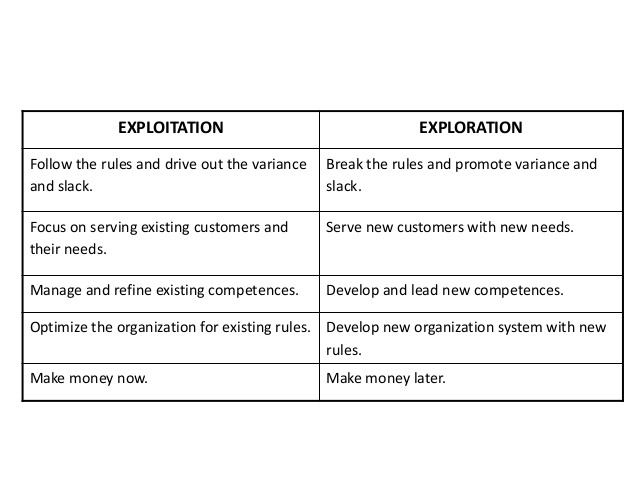 EXPLOITATION
EXPLORATION
Follow the rules and drive out the variance
and slack.
Break the rules and promote variance and
slack.
Focus on serving existing customers and
their needs.
Serve new customers with new needs.
Manage and refine existing competences.
Develop and lead new competences.
Optimize the organization for existing rules.
Develop new organization system with new
rules.
Make money now.
Make money later.